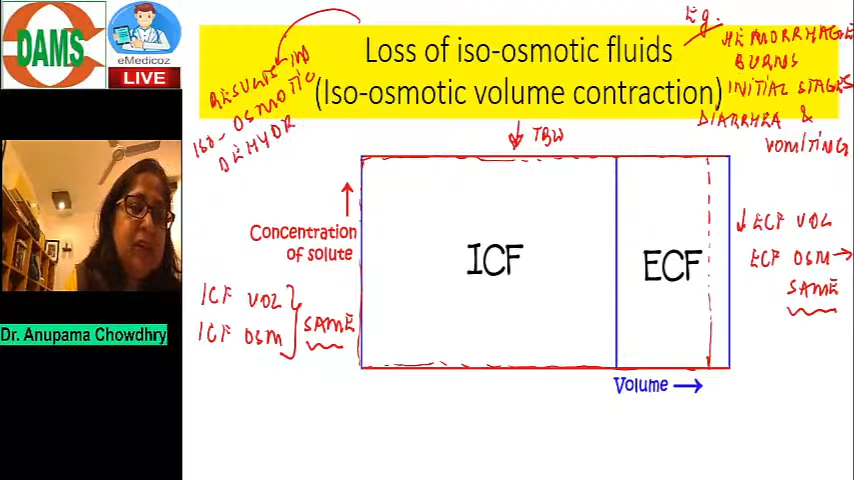 DAMS
eMedicoz
LIVE
Dr. Anupama Chowdhry
Loss of iso-osmotic fluids
(Iso-osmotic volume contraction)
RESULTS IN
ISO-OSMOTIC
DEHYDR
Eg.
HEMORRHAGE
BURNS
INITIAL STAGES
DIARRHEA &
VOMITING
↓ TBW
↑
Concentration
of solute
ICF
ECF
ICF VOL
ICF OSM
SAME
↓ ECF VOL
ECF OSM →
SAME
Volume →